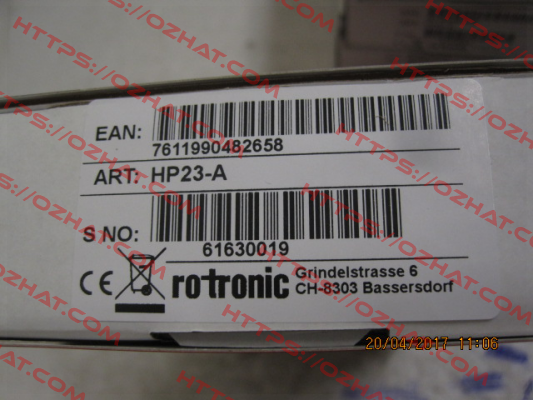 EAN:
7611990482658
ART: HP23-A
S NO:
61630019
CE rotronic Grindelstrasse 6
CH-8303 Bassersdorf
20/04/2017 11:06
HTTPS://OZHAT.COM